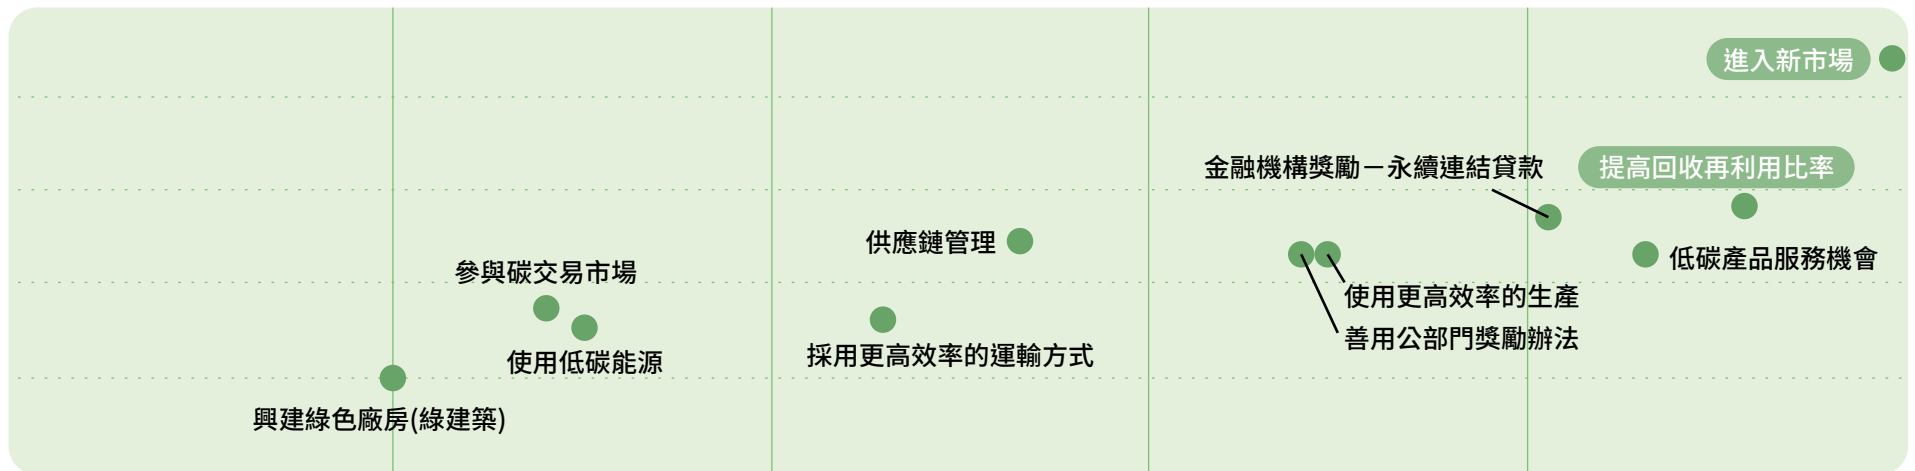 進入新市場
金融機構獎勵－永續連結貸款
提高回收再利用比率
供應鏈管理
低碳產品服務機會
參與碳交易市場
使用更高效率的生產
善用公部門獎勵辦法
使用低碳能源
採用更高效率的運輸方式
興建綠色廠房(綠建築)